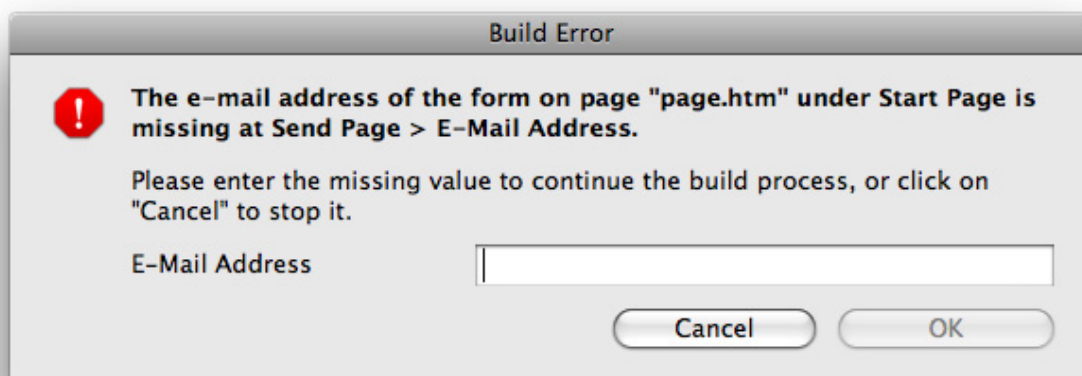 Build Error
The e-mail address of the form on page "page.htm" under Start Page is
missing at Send Page > E-Mail Address.
Please enter the missing value to continue the build process, or click on
"Cancel" to stop it.
E-Mail Address
Cancel OK